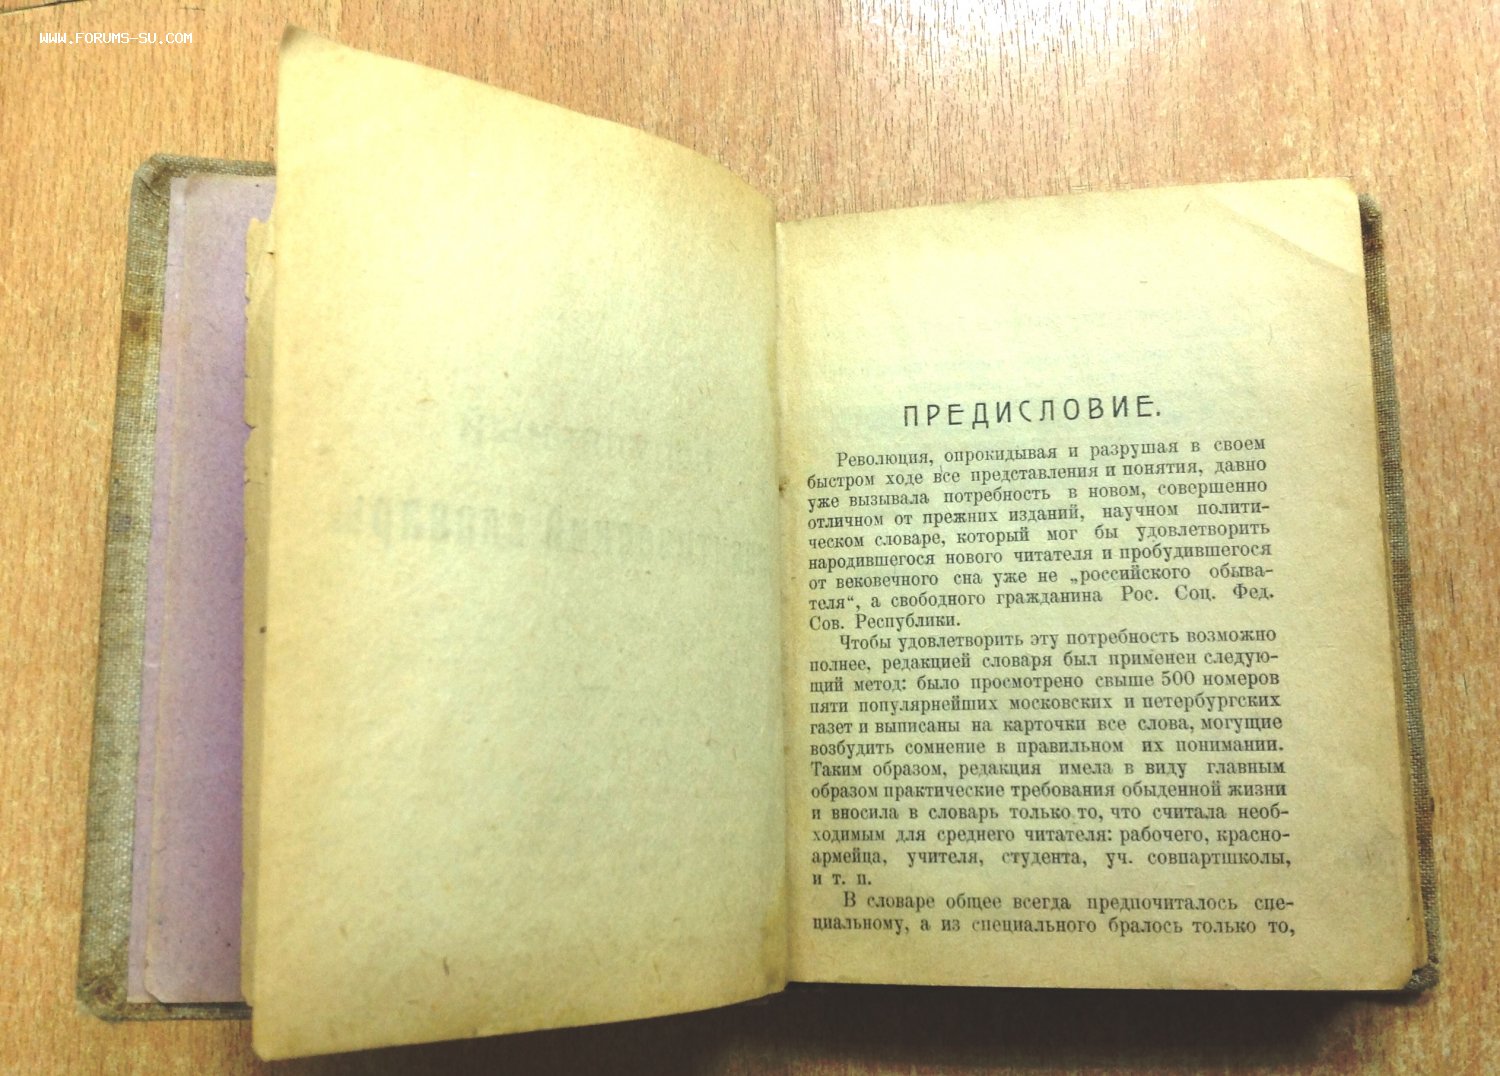 WWW.FORUMS-SU.COM
ПРЕДИСЛОВИЕ.
Революция, опрокидывая и разрушая в своем
быстром ходе все представления и понятия, давно
уже вызывала потребность в новом, совершенно
отличном от прежних изданий, научном полити-
ческом словаре, который мог бы удовлетворить
народившегося нового читателя и пробудившегося
от вековечного сна уже не „российского обыва-
теля“, а свободного гражданина Рос. Соц. Фед.
Сов. Республики.
Чтобы удовлетворить эту потребность возможно
полнее, редакцией словаря был применен следую-
щий метод: было просмотрено свыше 500 номеров
пяти популярнейших московских и петербургских
газет и выписаны на карточки все слова, могущие
возбудить сомнение в правильном их понимании.
Таким образом, редакция имела в виду главным
образом практические требования обыденной жизни
и вносила в словарь только то, что считала необ-
ходимым для среднего читателя: рабочего, красно-
армейца, учителя, студента, уч. совпартшколы,
и т. п.
В словаре общее всегда предпочиталось спе-
циальному, а из специального бралось только то,